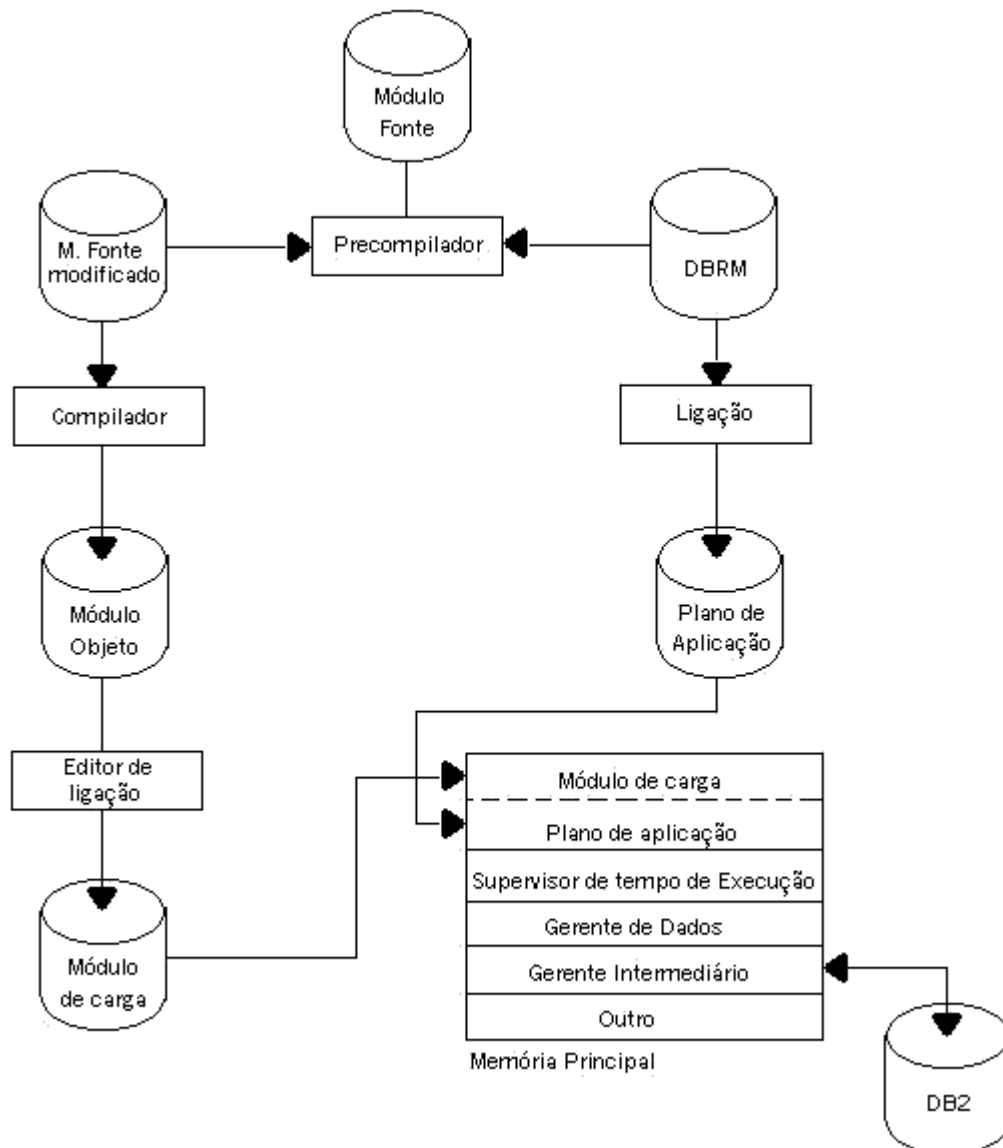 Módulo
Fonte
M. Fonte
modificado
Precompilador
DBRM
Compilador
Ligação
Módulo
Objeto
Plano de
Aplicação
Editor de
ligação
Módulo de carga
Plano de aplicação
Supervisor de tempo de Execução
Gerente de Dados
Módulo
de carga
Gerente Intermediário
Outro
Memória Principal
DB2